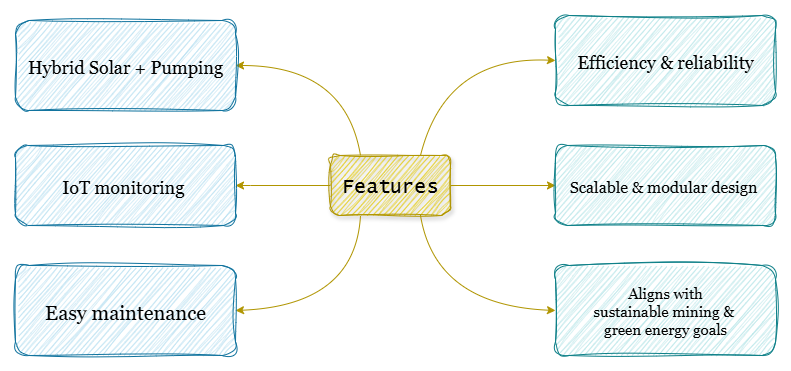 Hybrid Solar + Pumping
Efficiency & reliability
IoT monitoring
Features
Scalable & modular design
Easy maintenance
Aligns with
sustainable mining &
green energy goals